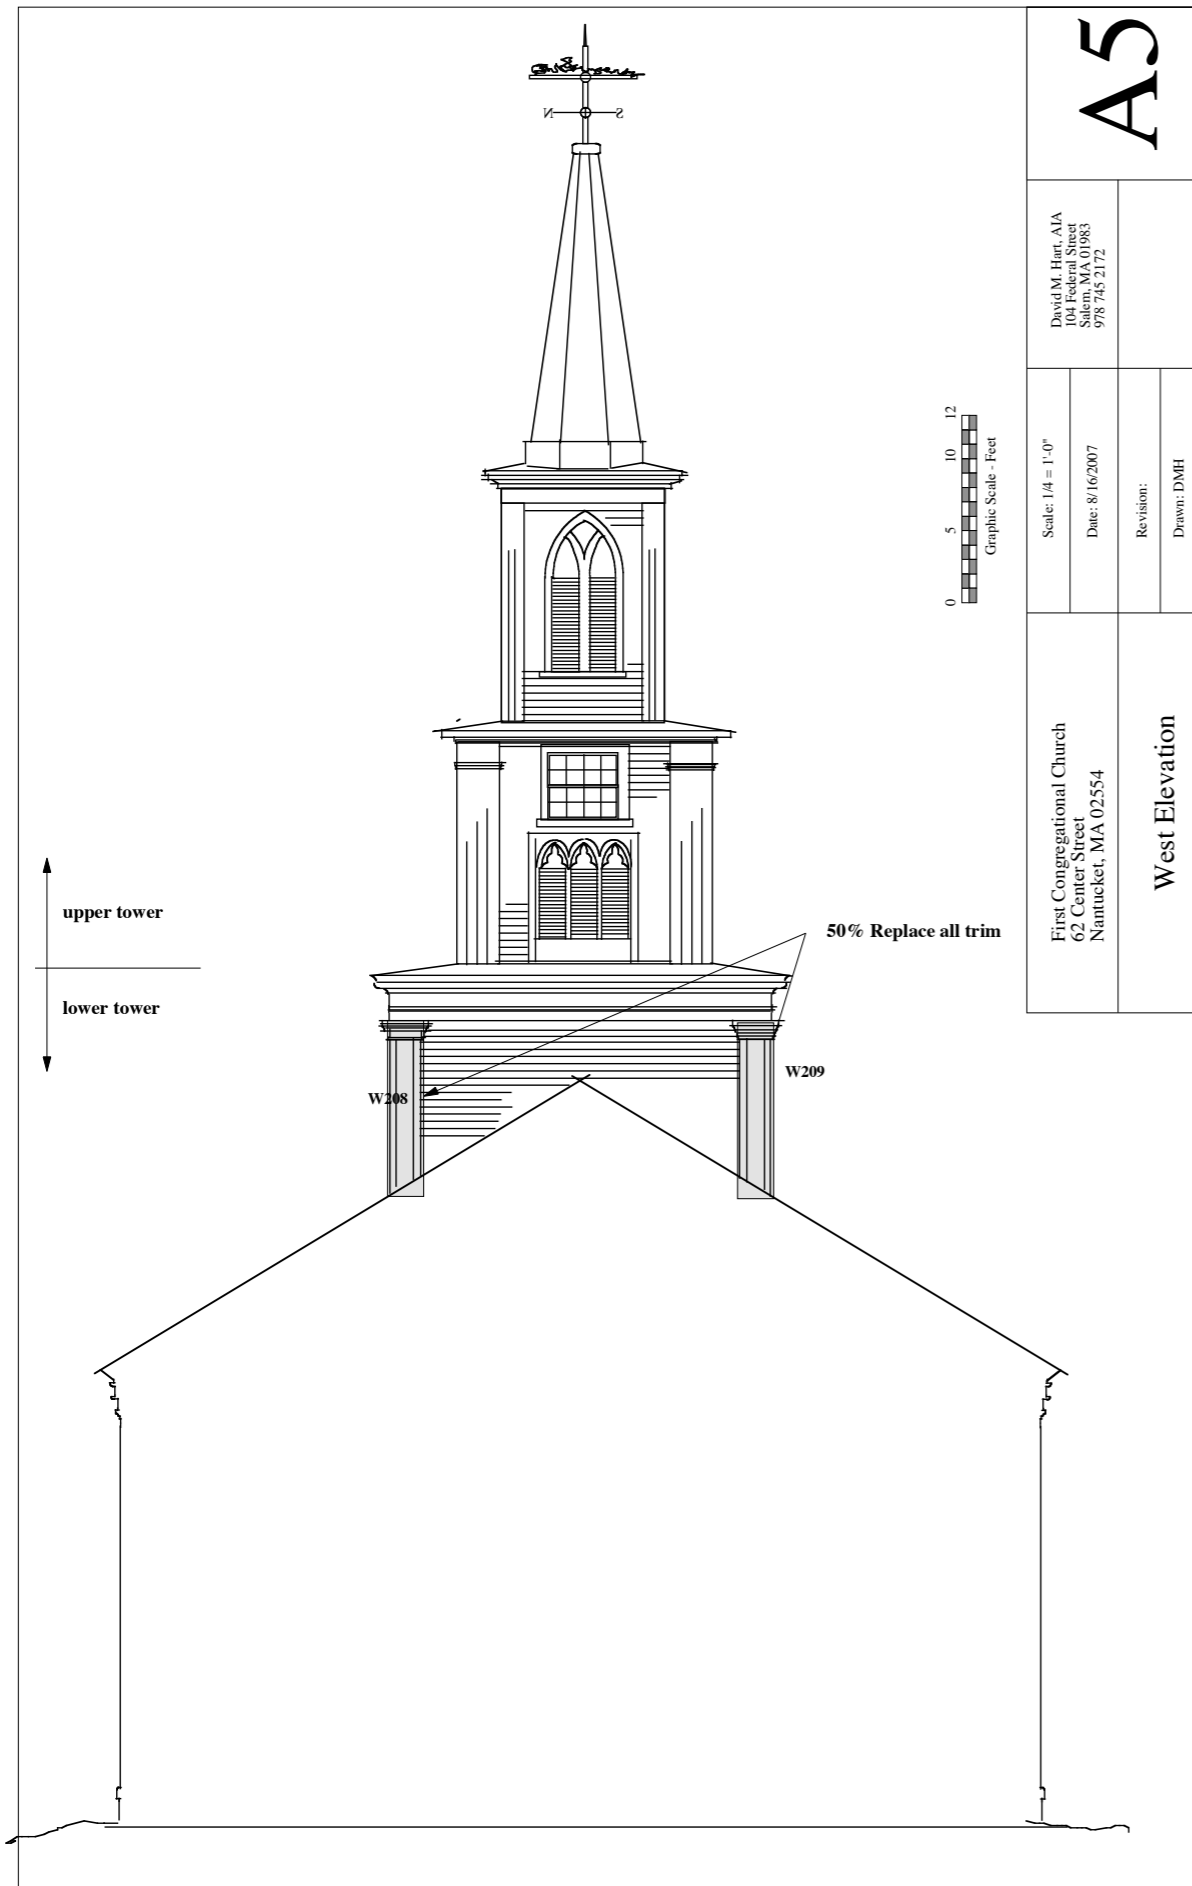 A5
N
S
David M. Hart, AIA
104 Federal Street
Salem, MA 01983
978 745 2172
0 5 10 12
Graphic Scale - Feet
Scale: 1/4 = 1'-0"
Date: 8/16/2007
Revision:
Drawn: DMH
First Congregational Church
62 Center Street
Nantucket, MA 02554
West Elevation
upper tower
lower tower
50% Replace all trim
W209
W208